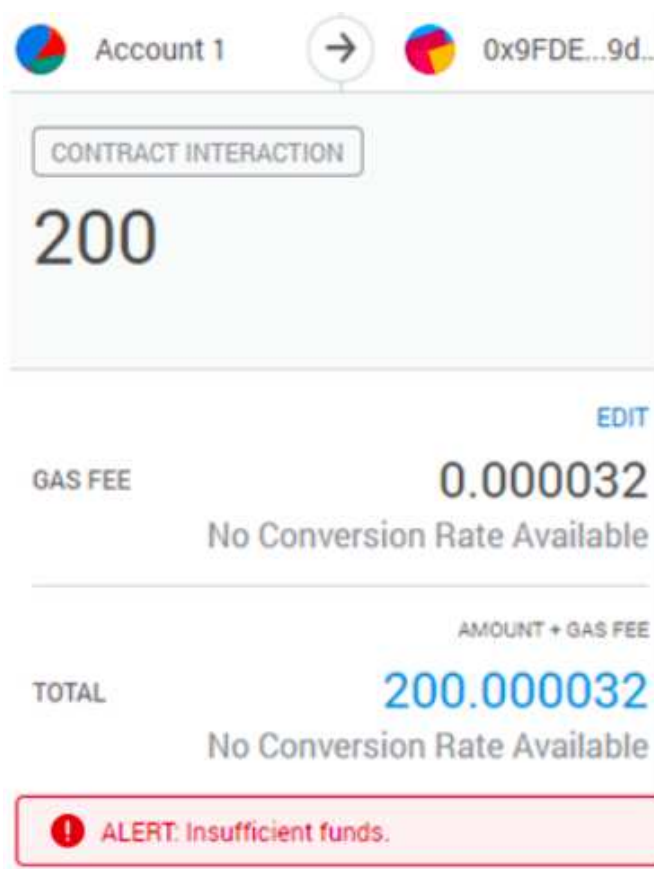 Account 1 0x9FDE...9d..
CONTRACT INTERACTION
200
EDIT
GAS FEE 0.000032
No Conversion Rate Available
AMOUNT + GAS FEE
TOTAL 200.000032
No Conversion Rate Available
ALERT: Insufficient funds.